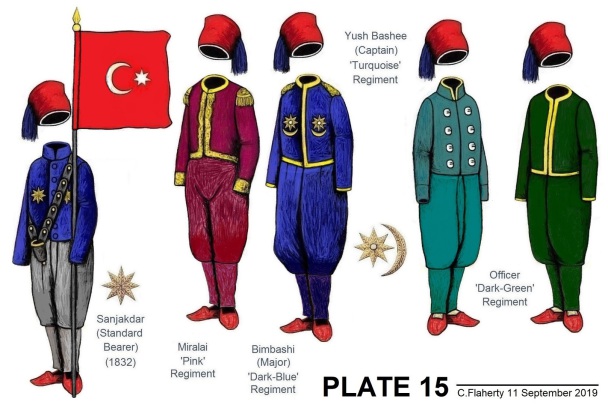 Yush Bashee
(Captain)
'Turquoise'
Regiment
Sanjakdar
(Standard
Bearer)
(1832)
Miralai
'Pink'
Regiment
Bimbashi
(Major)
'Dark-Blue'
Regiment
Officer
'Dark-Green'
Regiment
PLATE 15
C.Flaherty 11 September 2019